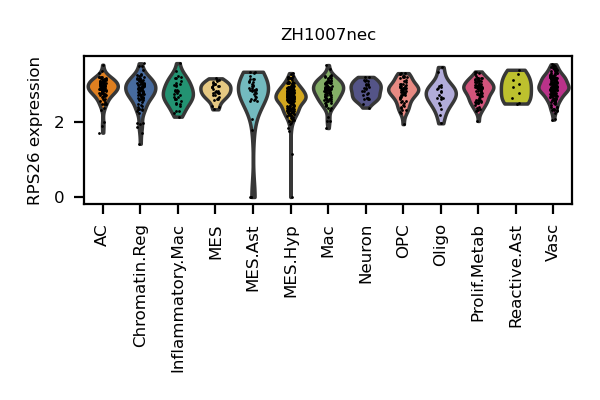 ZH1007nec
RPS26 expression
2
0
AC
Chromatin.Reg
Inflammatory.Mac
MES
MES.Ast
MES.Hyp
Mac
Neuron
OPC
Oligo
Prolif.Metab
Reactive.Ast
Vasc